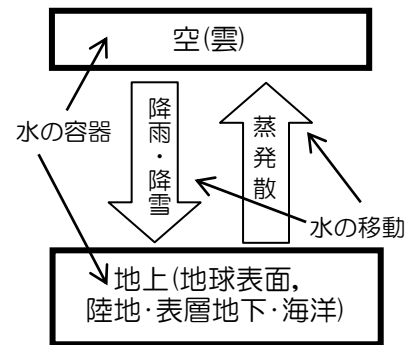 空(雲)
降雨・降雪
蒸発散
水の容器
水の移動
地上(地球表面,
陸地・表層地下・海洋)